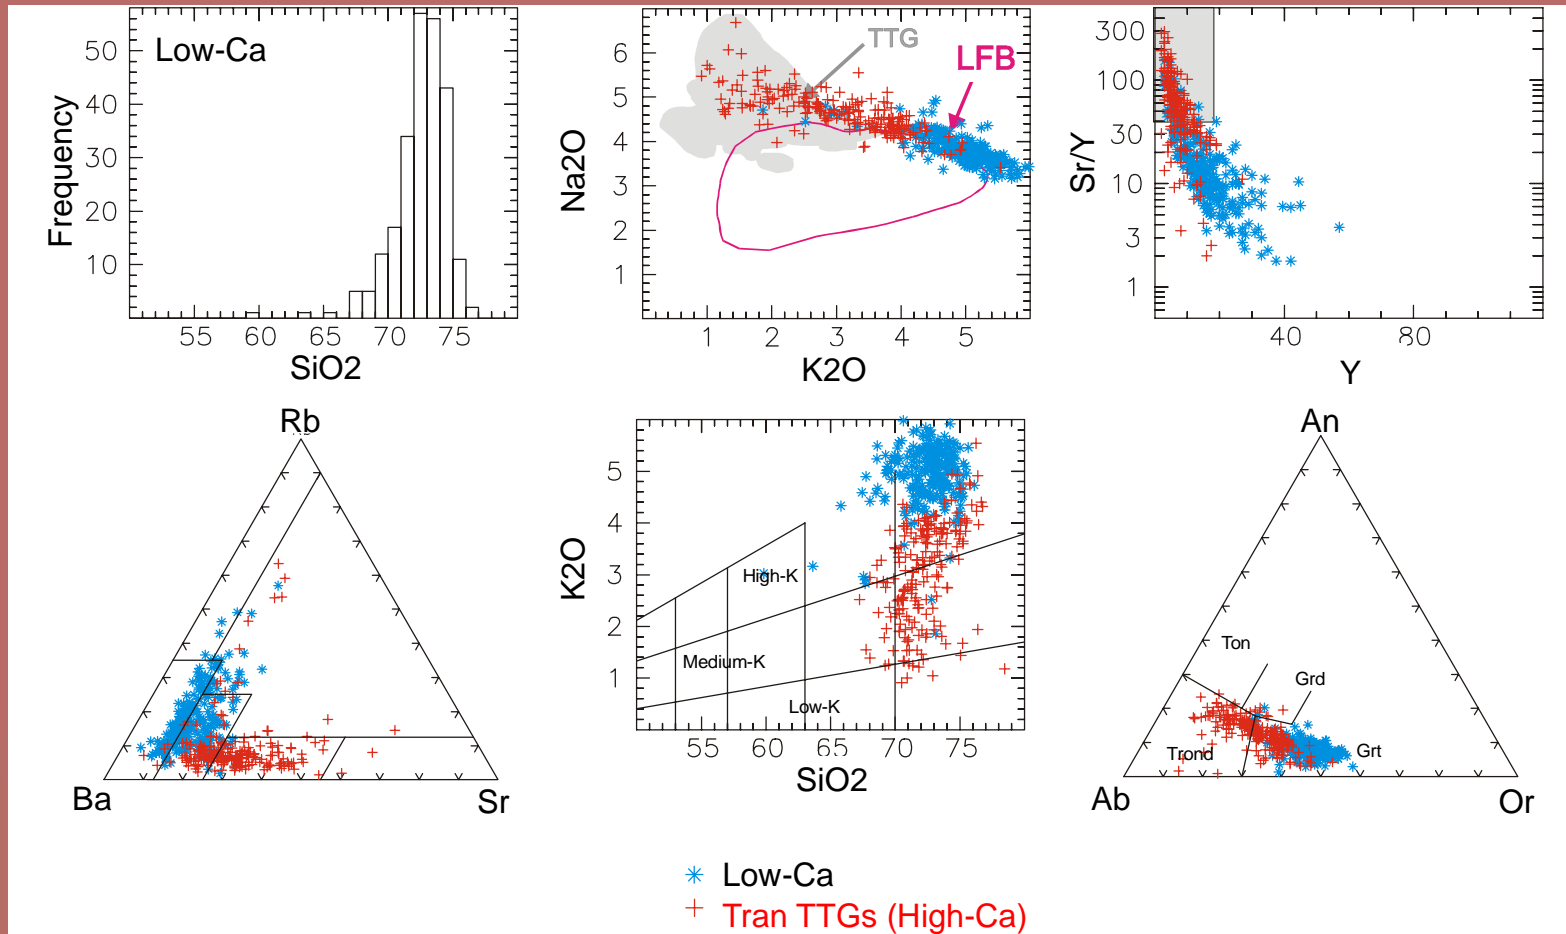 Low-Ca
Frequency
50
40
30
20
10
55 60 65 70 75
SiO2
TTG
LFB
Na2O
6
5
4
3
2
1
1 2 3 4 5
K2O
Sr/Y
300
100
30
10
3
1
40 80
Y
Rb
Ba
Sr
K2O
5
4
3
2
1
High-K
Medium-K
Low-K
55 60 65 70 75
SiO2
An
Ton
Grd
Trond
Grt
Ab
Or
Low-Ca
Tran TTGs (High-Ca)